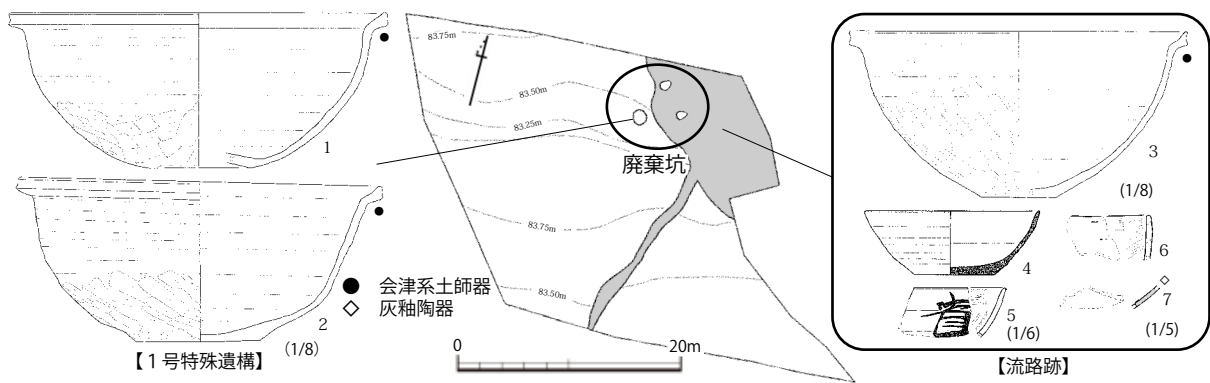 1
2
(1/8)
【１号特殊遺構】
● 会津系土師器
◇ 灰釉陶器
83.75m
83.50m
83.25m
廃棄坑
83.75m
83.50m
0 20m
3
(1/8)
4
6
5
(1/6)
7
(1/5)
【流路跡】